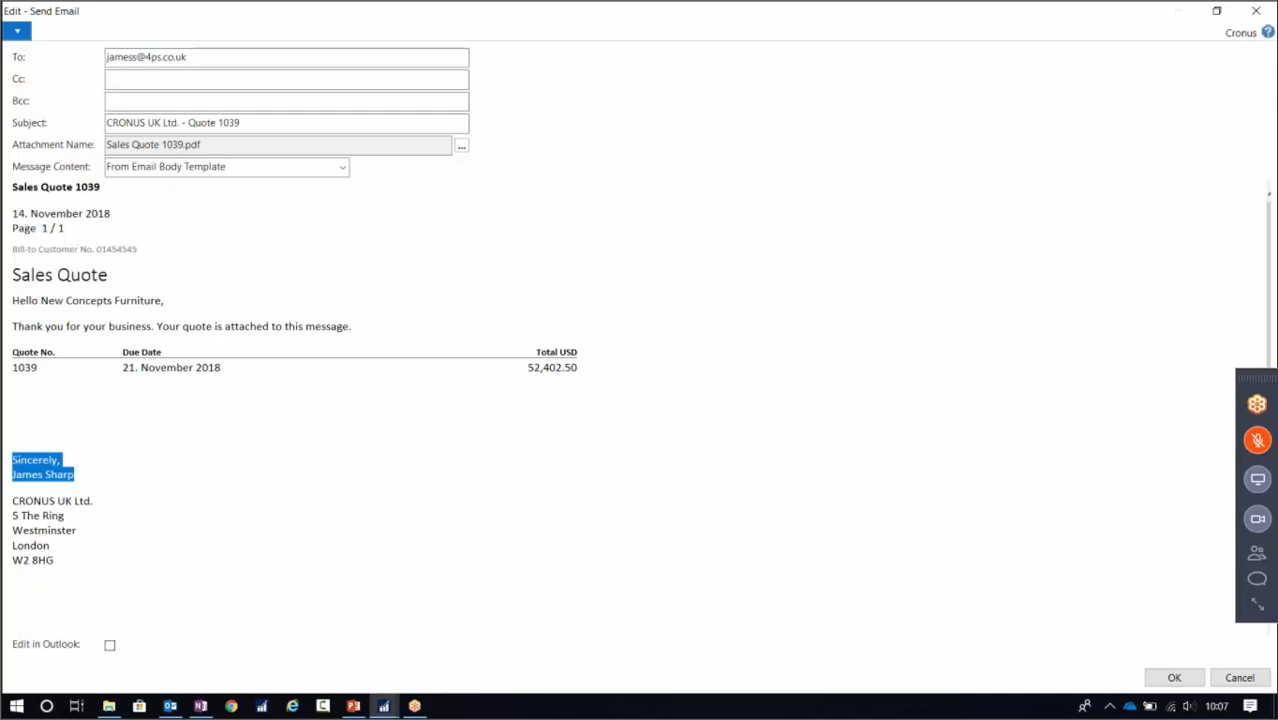 Edit - Send Email
Cronus
To: jamess@4ps.co.uk
Cc:
Bcc:
Subject: CRONUS UK Ltd. - Quote 1039
Attachment Name: Sales Quote 1039.pdf ...
Message Content: From Email Body Template
Sales Quote 1039
14. November 2018
Page 1 / 1
Bill-to Customer No. 01454545
Sales Quote
Hello New Concepts Furniture,
Thank you for your business. Your quote is attached to this message.
Quote No. Due Date Total USD
1039 21. November 2018 52,402.50
Sincerely,
James Sharp
CRONUS UK Ltd.
5 The Ring
Westminster
London
W2 8HG
Edit in Outlook:
OK Cancel
10:07